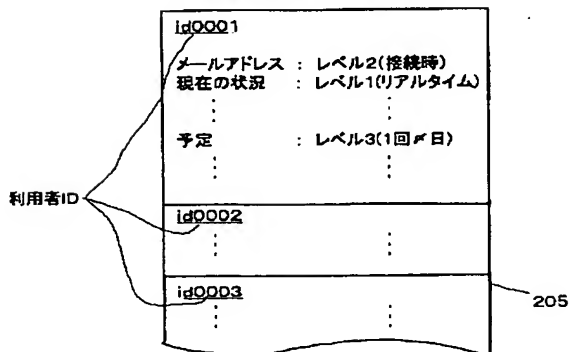 id0001
メールアドレス : レベル2(接続時)
現在の状況 : レベル1(リアルタイム)
予定 : レベル3(1回〆日)
利用者ID
id0002
id0003
205